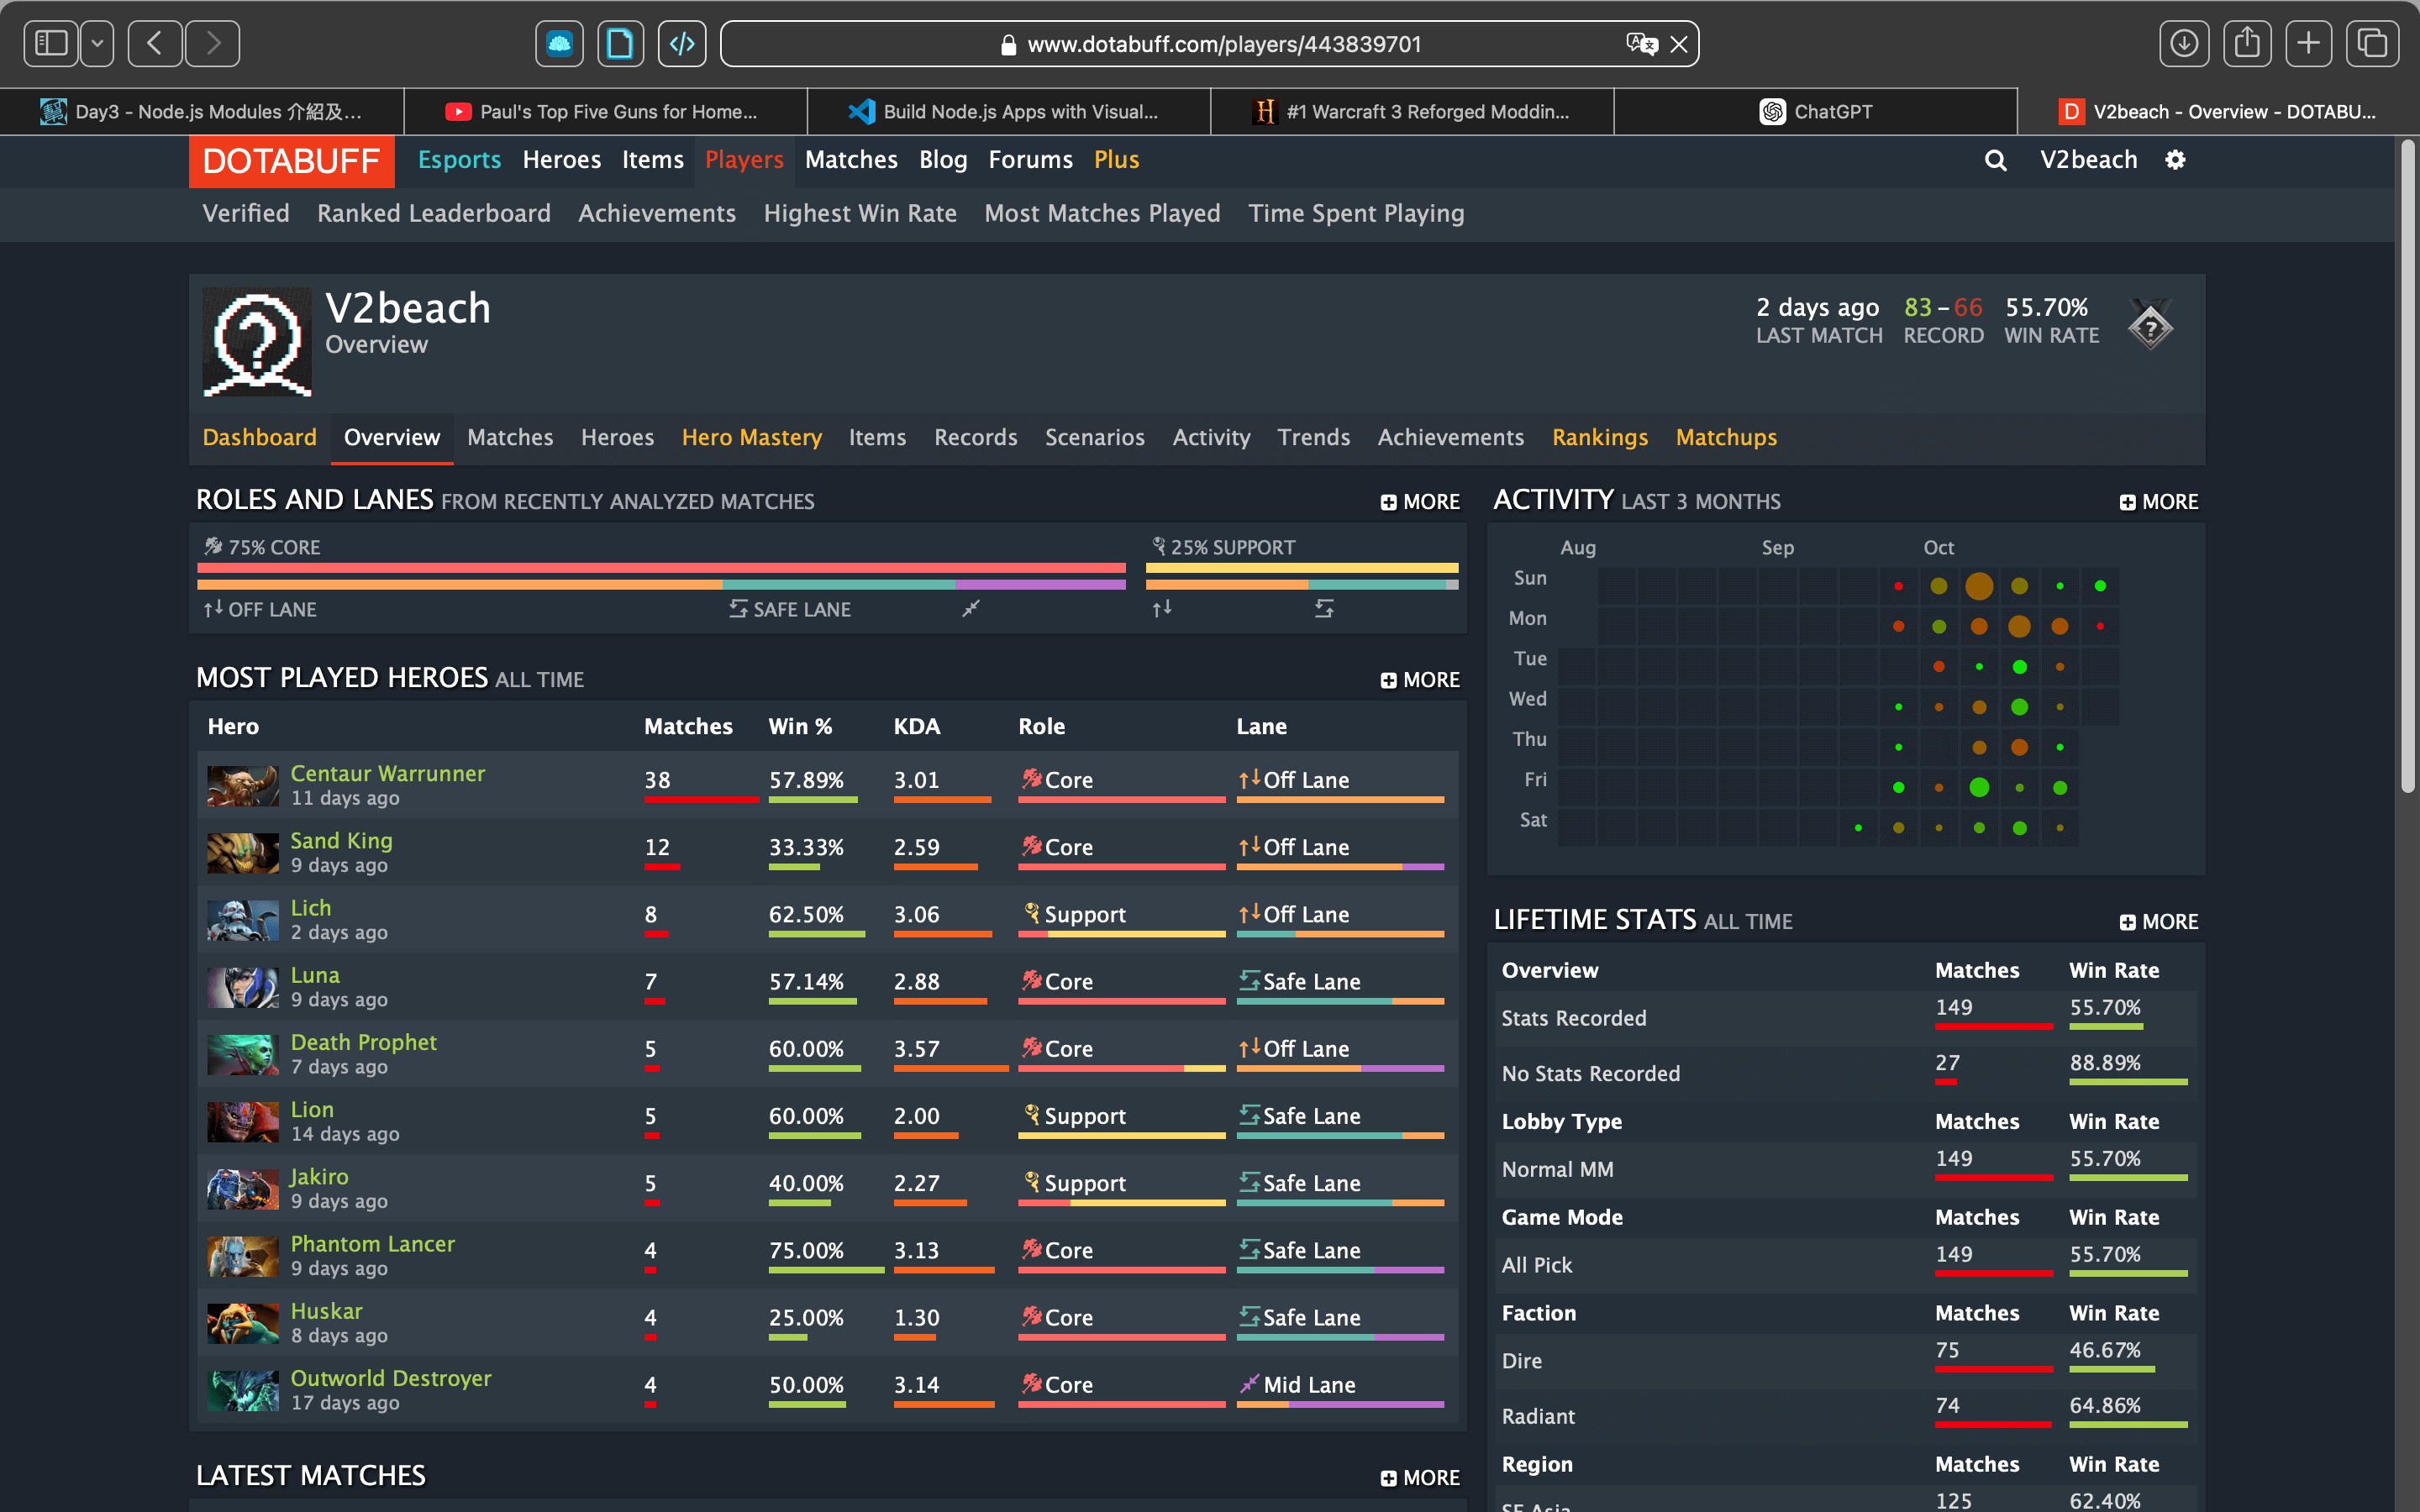 www.dotabuff.com/players/443839701
Day3 - Node.js Modules 介紹及...
Paul's Top Five Guns for Home...
Build Node.js Apps with Visual...
#1 Warcraft 3 Reforged Moddin...
ChatGPT
V2beach - Overview - DOTABU...
DOTABUFF Esports Heroes Items Players Matches Blog Forums Plus V2beach
Verified Ranked Leaderboard Achievements Highest Win Rate Most Matches Played Time Spent Playing
V2beach
Overview
2 days ago 83 - 66 55.70%
LAST MATCH RECORD WIN RATE
Dashboard Overview Matches Heroes Hero Mastery Items Records Scenarios Activity Trends Achievements Rankings Matchups
ROLES AND LANES FROM RECENTLY ANALYZED MATCHES MORE
75% CORE 25% SUPPORT
OFF LANE SAFE LANE
MOST PLAYED HEROES ALL TIME MORE
Hero Matches Win % KDA Role Lane
Centaur Warrunner 38 57.89% 3.01 Core Off Lane
11 days ago
Sand King 12 33.33% 2.59 Core Off Lane
9 days ago
Lich 8 62.50% 3.06 Support Off Lane
2 days ago
Luna 7 57.14% 2.88 Core Safe Lane
9 days ago
Death Prophet 5 60.00% 3.57 Core Off Lane
7 days ago
Lion 5 60.00% 2.00 Support Safe Lane
14 days ago
Jakiro 5 40.00% 2.27 Support Safe Lane
9 days ago
Phantom Lancer 4 75.00% 3.13 Core Safe Lane
9 days ago
Huskar 4 25.00% 1.30 Core Safe Lane
8 days ago
Outworld Destroyer 4 50.00% 3.14 Core Mid Lane
17 days ago
LATEST MATCHES MORE
ACTIVITY LAST 3 MONTHS MORE
Aug Sep Oct
Sun
Mon
Tue
Wed
Thu
Fri
Sat
LIFETIME STATS ALL TIME MORE
Overview Matches Win Rate
Stats Recorded 149 55.70%
No Stats Recorded 27 88.89%
Lobby Type Matches Win Rate
Normal MM 149 55.70%
Game Mode Matches Win Rate
All Pick 149 55.70%
Faction Matches Win Rate
Dire 75 46.67%
Radiant 74 64.86%
Region Matches Win Rate
SE Asia 125 62.40%